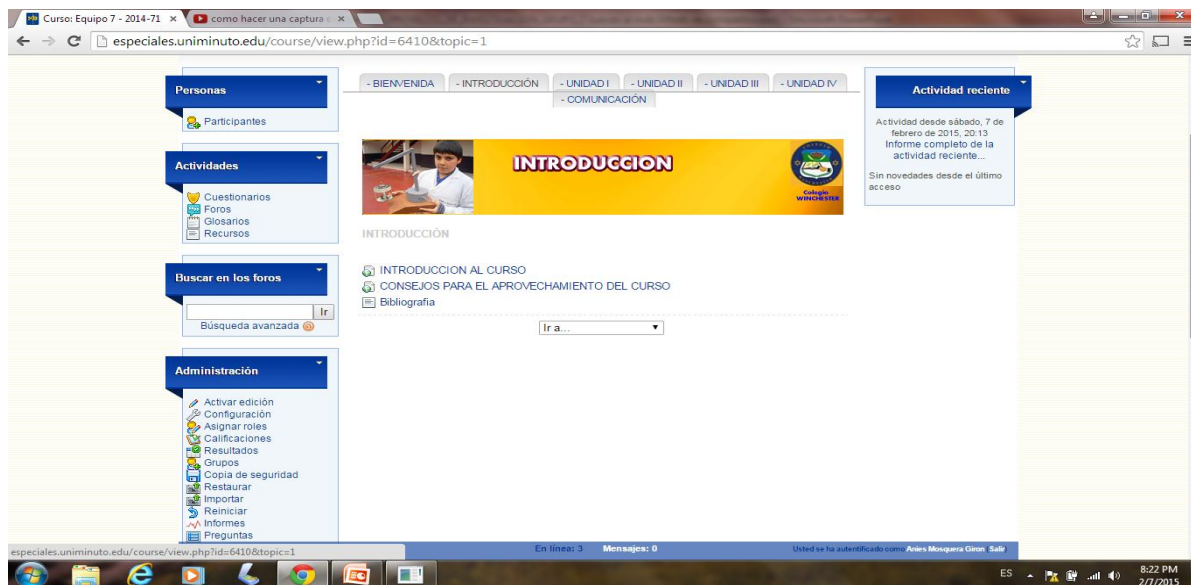 Curso: Equipo 7 - 2014-71
como hacer una captura
especiales.uniminuto.edu/course/view.php?id=6410&topic=1
Personas
Participantes
Actividades
Cuestionarios
Foros
Glosarios
Recursos
Buscar en los foros
Ir
Búsqueda avanzada
Administración
Activar edición
Configuración
Asignar roles
Calificaciones
Resultados
Grupos
Copia de seguridad
Restaurar
Importar
Reiniciar
Informes
Preguntas
- BIENVENIDA - INTRODUCCIÓN - UNIDAD I - UNIDAD II - UNIDAD III - UNIDAD IV
- COMUNICACIÓN
INTRODUCCION
Colegio
WINCHESTER
INTRODUCCIÓN
INTRODUCCION AL CURSO
CONSEJOS PARA EL APROVECHAMIENTO DEL CURSO
Bibliografia
Ir a...
Actividad reciente
Actividad desde sábado, 7 de
febrero de 2015, 20:13
Informe completo de la
actividad reciente...
Sin novedades desde el último
acceso
especiales.uniminuto.edu/course/view.php?id=6410&topic=1
En línea: 3 Mensajes: 0
Usted se ha autentificado como Anies Mosquera Giron (Salir)
ES
8:22 PM
2/7/2015